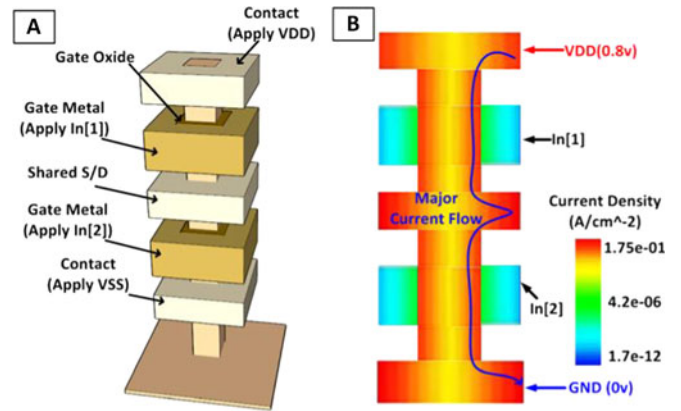 A
Contact
(Apply VDD)
Gate Oxide
Gate Metal
(Apply In[1])
Shared S/D
Gate Metal
(Apply In[2])
Contact
(Apply VSS)
B
VDD(0.8v)
In[1]
Major
Current Flow
Current Density
(A/cm^-2)
1.75e-01
4.2e-06
1.7e-12
In[2]
GND (0v)